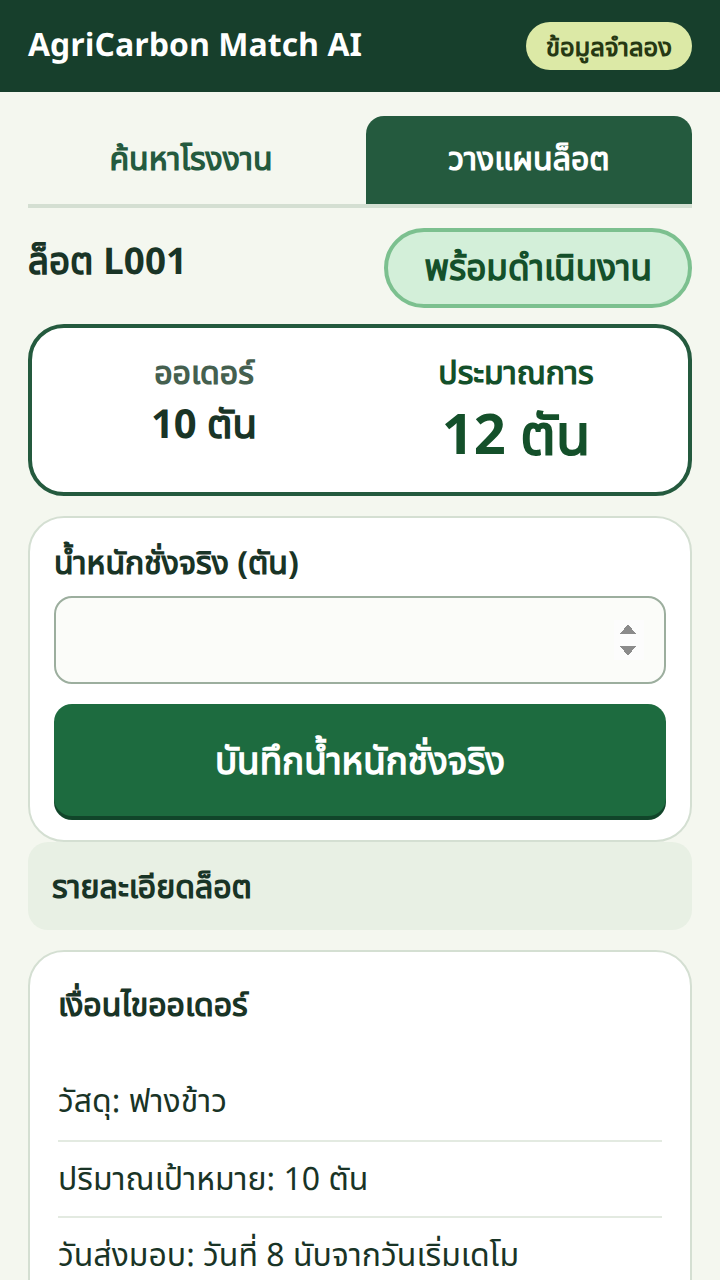 AgriCarbon Match AI
ข้อมูลจำลอง
ค้นหาโรงงาน
วางแผนล็อต
ล็อต L001
พร้อมดำเนินงาน
ออเดอร์
10 ตัน
ประมาณการ
12 ตัน
น้ำหนักชั่งจริง (ตัน)
บันทึกน้ำหนักชั่งจริง
รายละเอียดล็อต
เงื่อนไขออเดอร์
วัสดุ: ฟางข้าว
ปริมาณเป้าหมาย: 10 ตัน
วันส่งมอบ: วันที่ 8 นับจากวันเริ่มเดโม